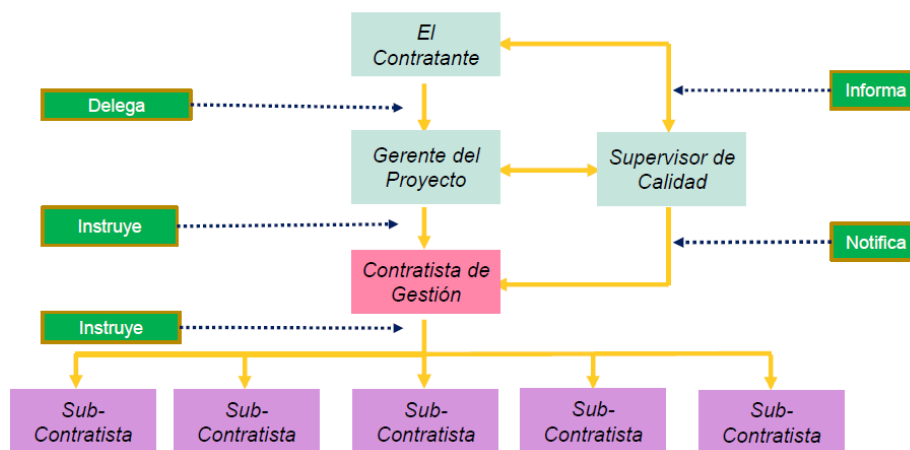 El
Contratante
Delega
Informa
Gerente del
Proyecto
Supervisor de
Calidad
Instruye
Notifica
Contratista de
Gestión
Instruye
Sub-
Contratista
Sub-
Contratista
Sub-
Contratista
Sub-
Contratista
Sub-
Contratista